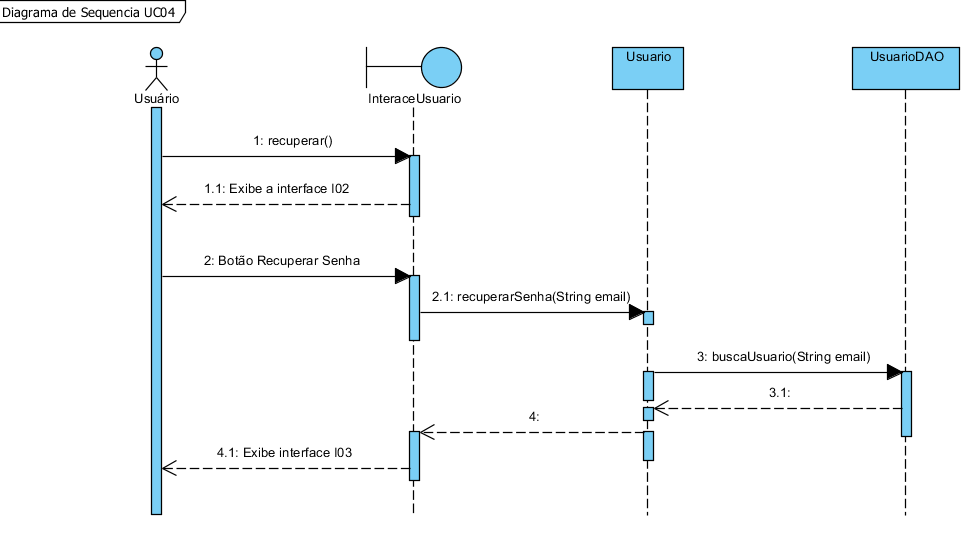 Diagrama de Sequencia UC04
Usuário
InteraceUsuario
Usuario
UsuarioDAO
1: recuperar()
1.1: Exibe a interface I02
2: Botão Recuperar Senha
2.1: recuperarSenha(String email)
3: buscaUsuario(String email)
3.1:
4:
4.1: Exibe interface I03